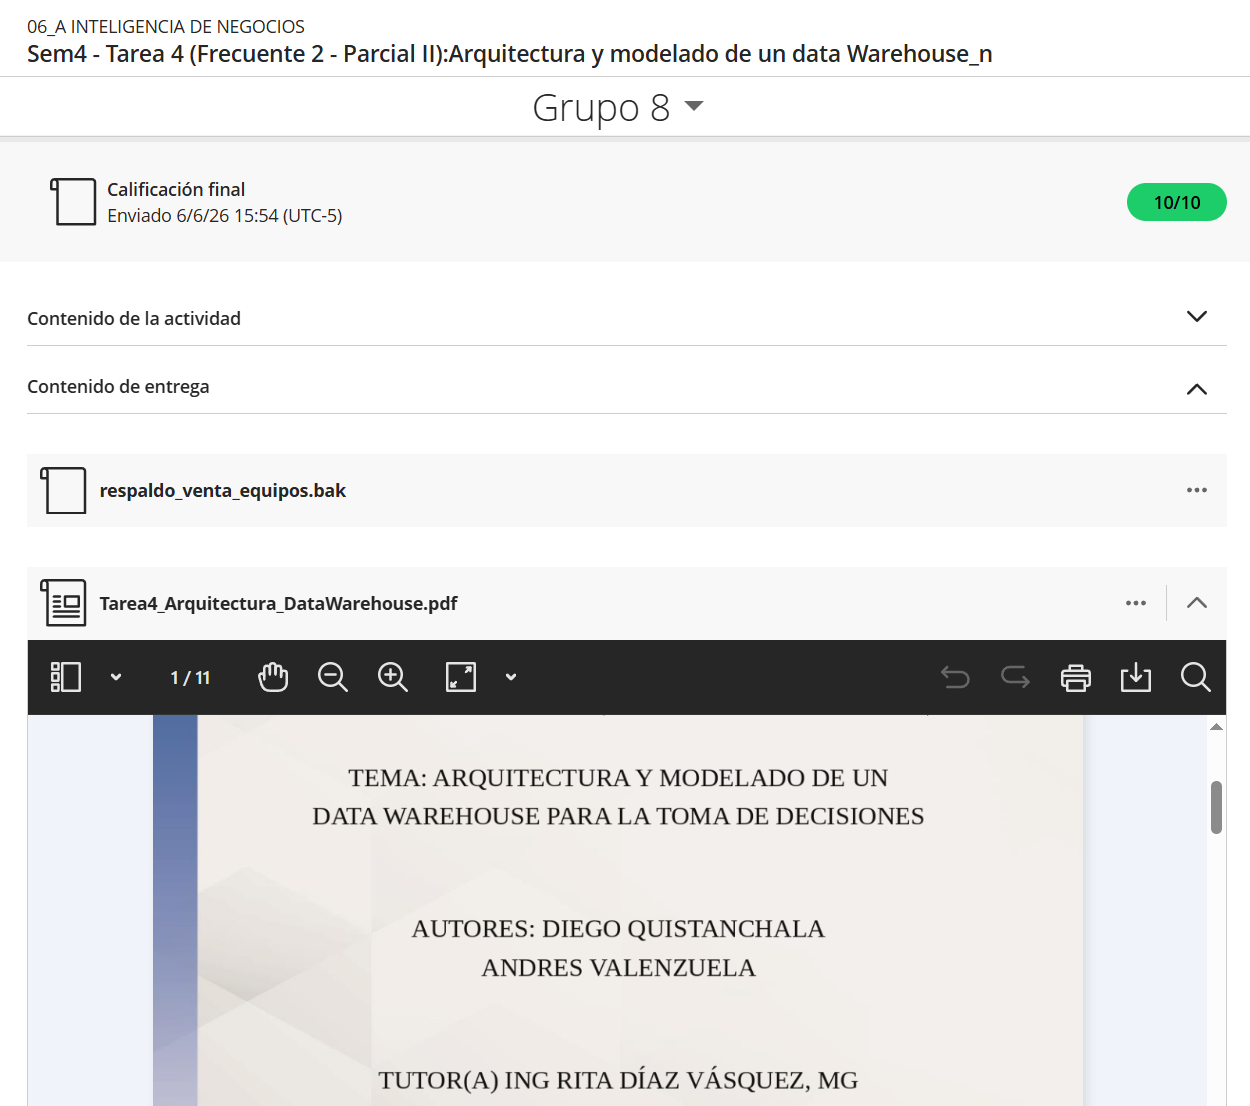 06_A INTELIGENCIA DE NEGOCIOS
Sem4 - Tarea 4 (Frecuente 2 - Parcial II):Arquitectura y modelado de un data Warehouse_n
Grupo 8
Calificación final
Enviado 6/6/26 15:54 (UTC-5)
10/10
Contenido de la actividad
Contenido de entrega
respaldo_venta_equipos.bak
Tarea4_Arquitectura_DataWarehouse.pdf
1 / 11
TEMA: ARQUITECTURA Y MODELADO DE UN
DATA WAREHOUSE PARA LA TOMA DE DECISIONES
AUTORES: DIEGO QUISTANCHALA
ANDRES VALENZUELA
TUTOR(A) ING RITA DÍAZ VÁSQUEZ, MG